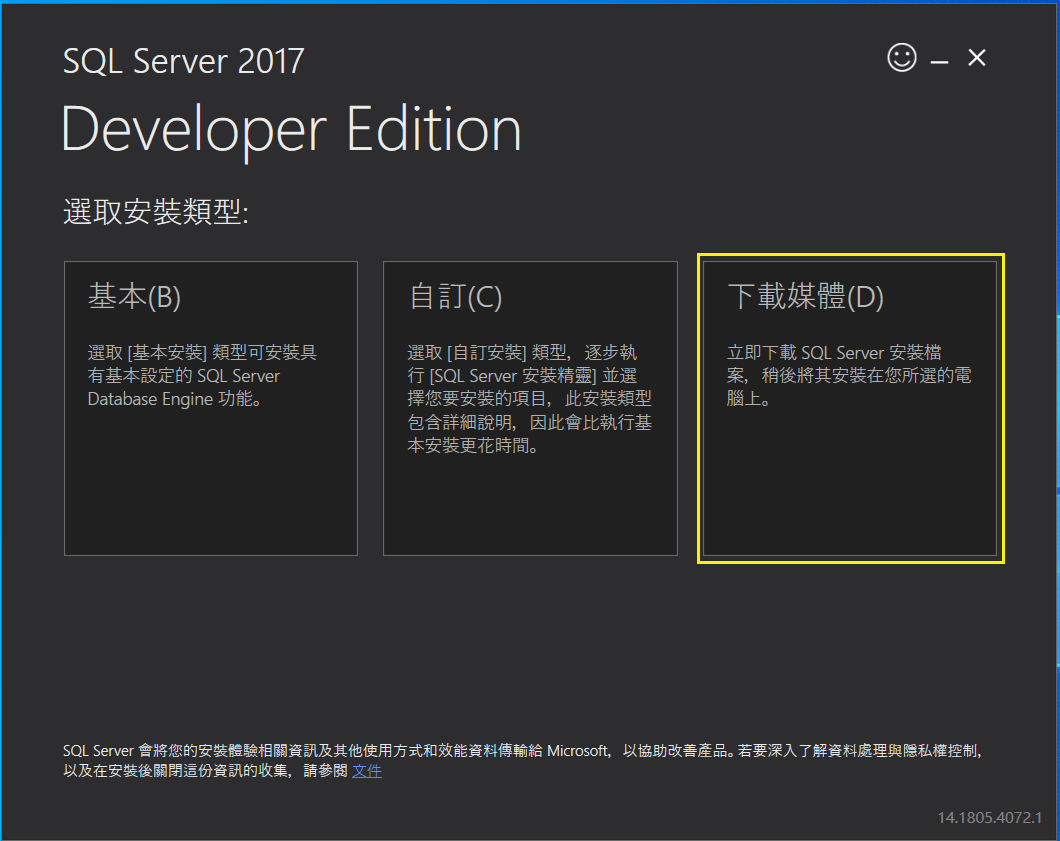 SQL Server 2017
Developer Edition
選取安裝類型:
基本(B)
選取 [基本安裝] 類型可安裝具
有基本設定的 SQL Server
Database Engine 功能。
自訂(C)
選取 [自訂安裝] 類型，逐步執
行 [SQL Server 安裝精靈] 並選
擇您要安裝的項目，此安裝類型
包含詳細說明，因此會比執行基
本安裝更花時間。
下載媒體(D)
立即下載 SQL Server 安裝檔
案，稍後將其安裝在您所選的電
腦上。
SQL Server 會將您的安裝體驗相關資訊及其他使用方式和效能資料傳輸給 Microsoft，以協助改善產品。若要深入了解資料處理與隱私權控制，
以及在安裝後關閉這份資訊的收集，請參閱 文件
14.1805.4072.1